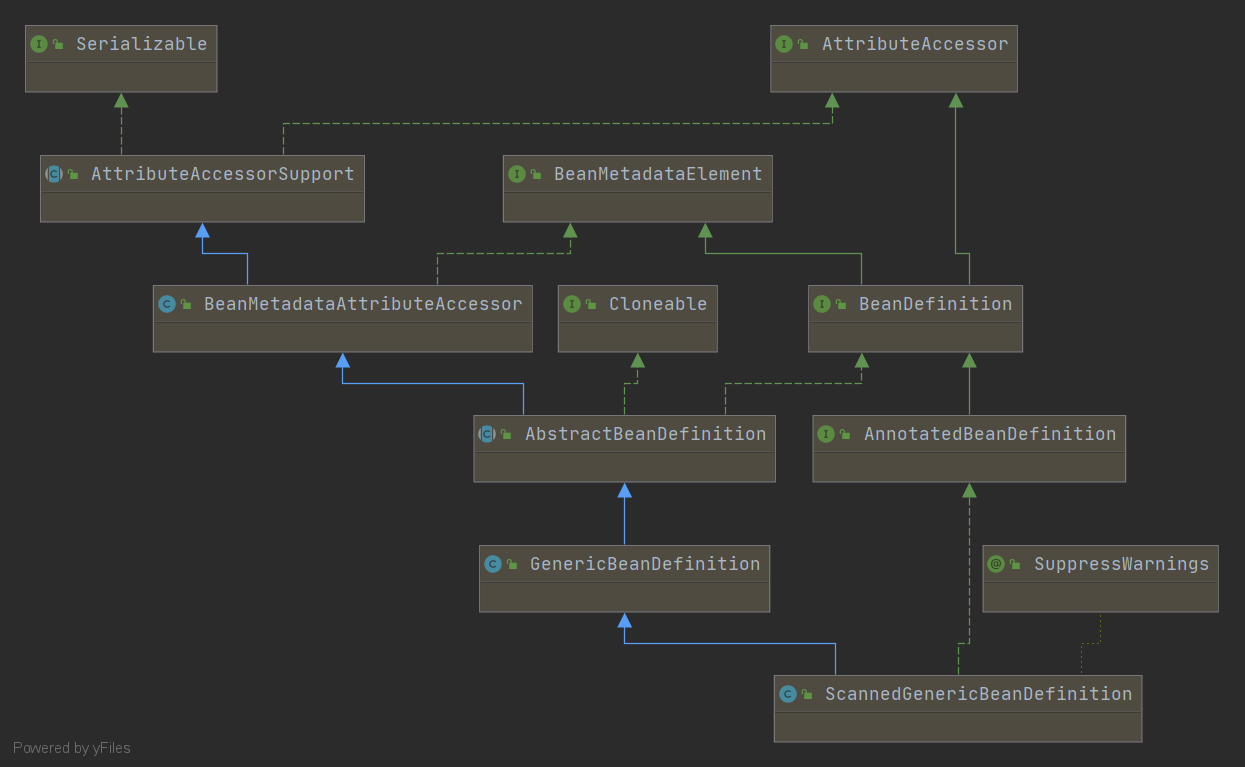 Serializable
AttributeAccessor
AttributeAccessorSupport
BeanMetadataElement
BeanMetadataAttributeAccessor
Cloneable
BeanDefinition
AbstractBeanDefinition
AnnotatedBeanDefinition
GenericBeanDefinition
SuppressWarnings
ScannedGenericBeanDefinition
Powered by yFiles